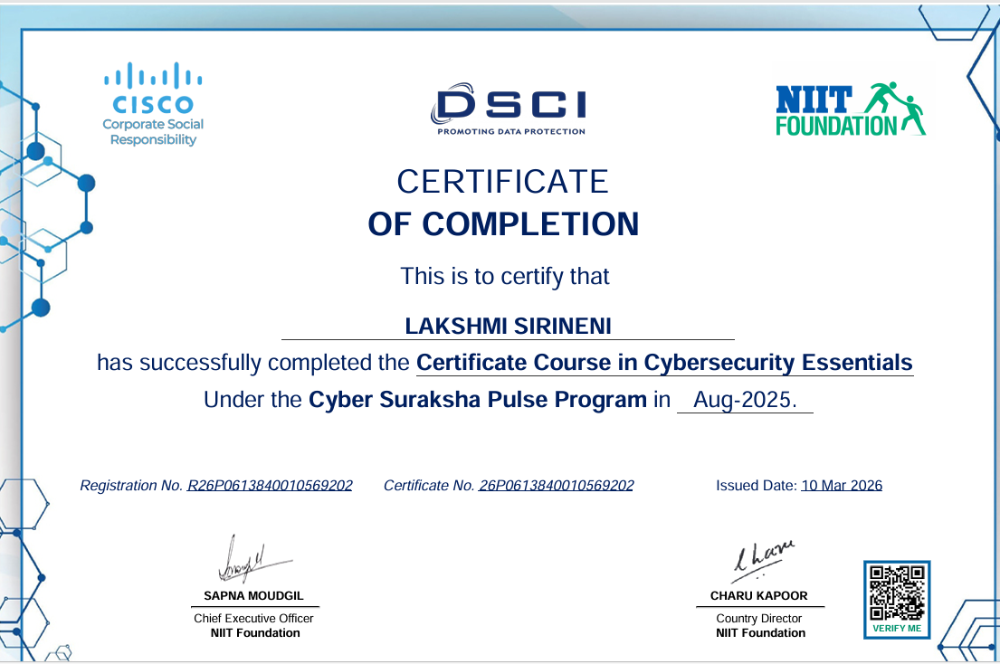 CISCO
Corporate Social
Responsibility
DSCI
PROMOTING DATA PROTECTION
NIIT
FOUNDATION
CERTIFICATE
OF COMPLETION
This is to certify that
LAKSHMI SIRINENI
has successfully completed the Certificate Course in Cybersecurity Essentials
Under the Cyber Suraksha Pulse Program in Aug-2025.
Registration No. R26P0613840010569202 Certificate No. 26P0613840010569202 Issued Date: 10 Mar 2026
SAPNA MOUDGIL
Chief Executive Officer
NIIT Foundation
Charu
CHARU KAPOOR
Country Director
NIIT Foundation
VERIFY ME